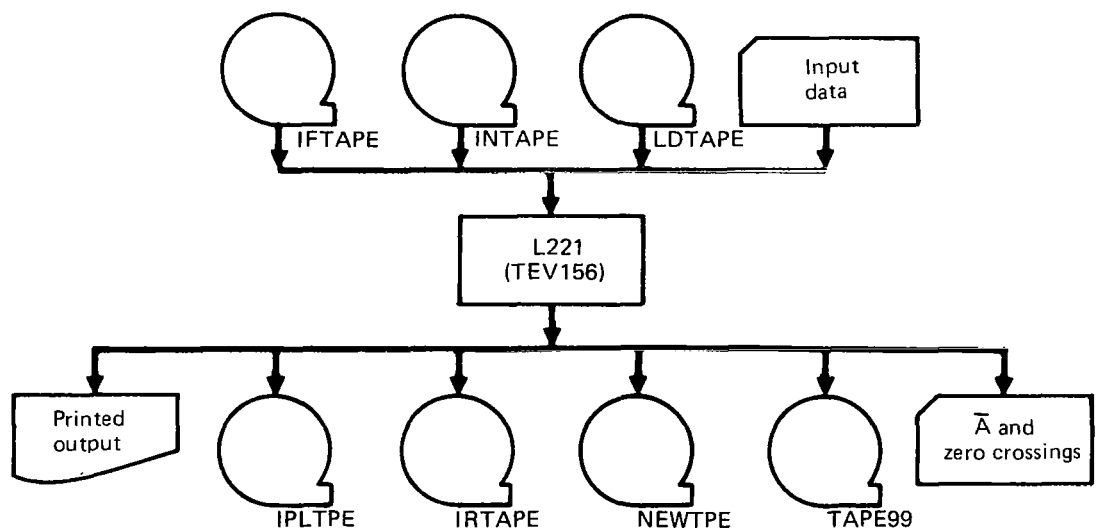 Input
data
IFTAPE
INTAPE
LDTAPE
L221
(TEV156)
Printed
output
A̅ and
zero crossings
IPLTPE
IRTAPE
NEWTPE
TAPE99